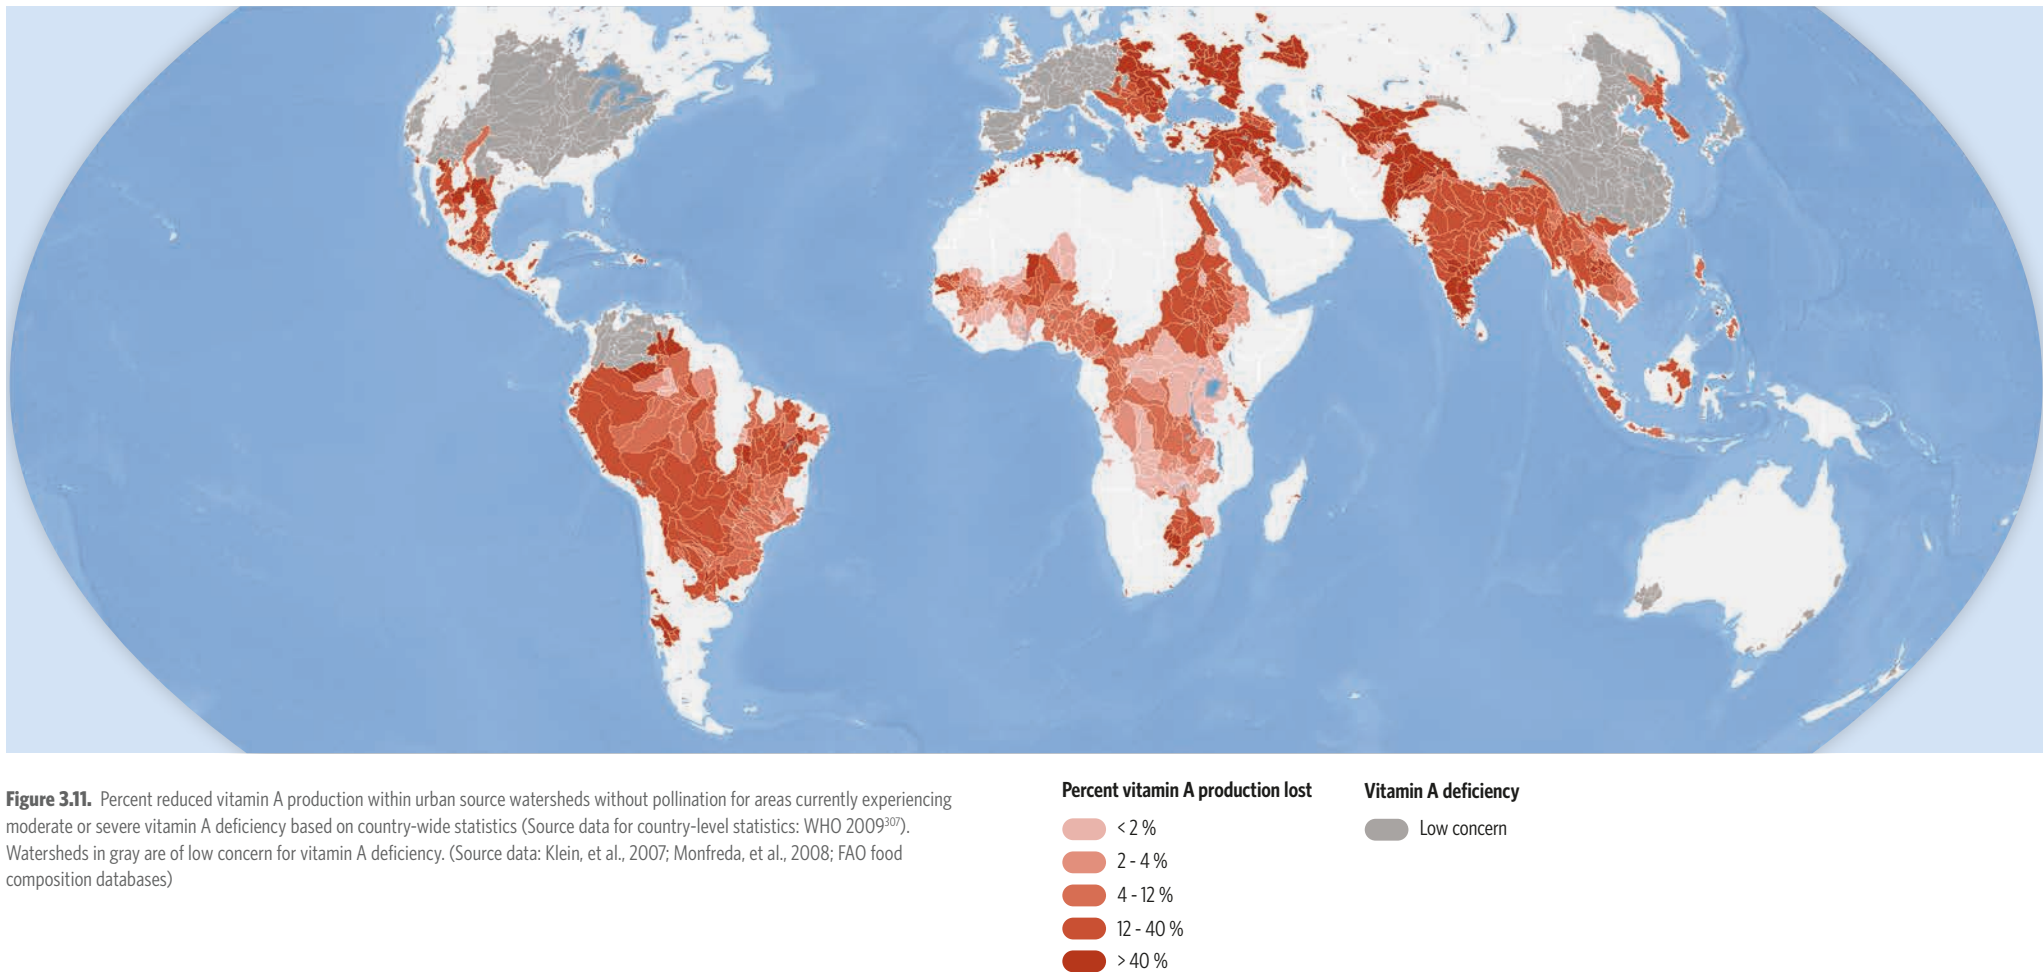 Figure 3.11. Percent reduced vitamin A production within urban source watersheds without pollination for areas currently experiencing
moderate or severe vitamin A deficiency based on country-wide statistics (Source data for country-level statistics: WHO 2009307).
Watersheds in gray are of low concern for vitamin A deficiency. (Source data: Klein, et al., 2007; Monfreda, et al., 2008; FAO food
composition databases)
Percent vitamin A production lost
< 2 %
2 - 4 %
4 - 12 %
12 - 40 %
> 40 %
Vitamin A deficiency
Low concern